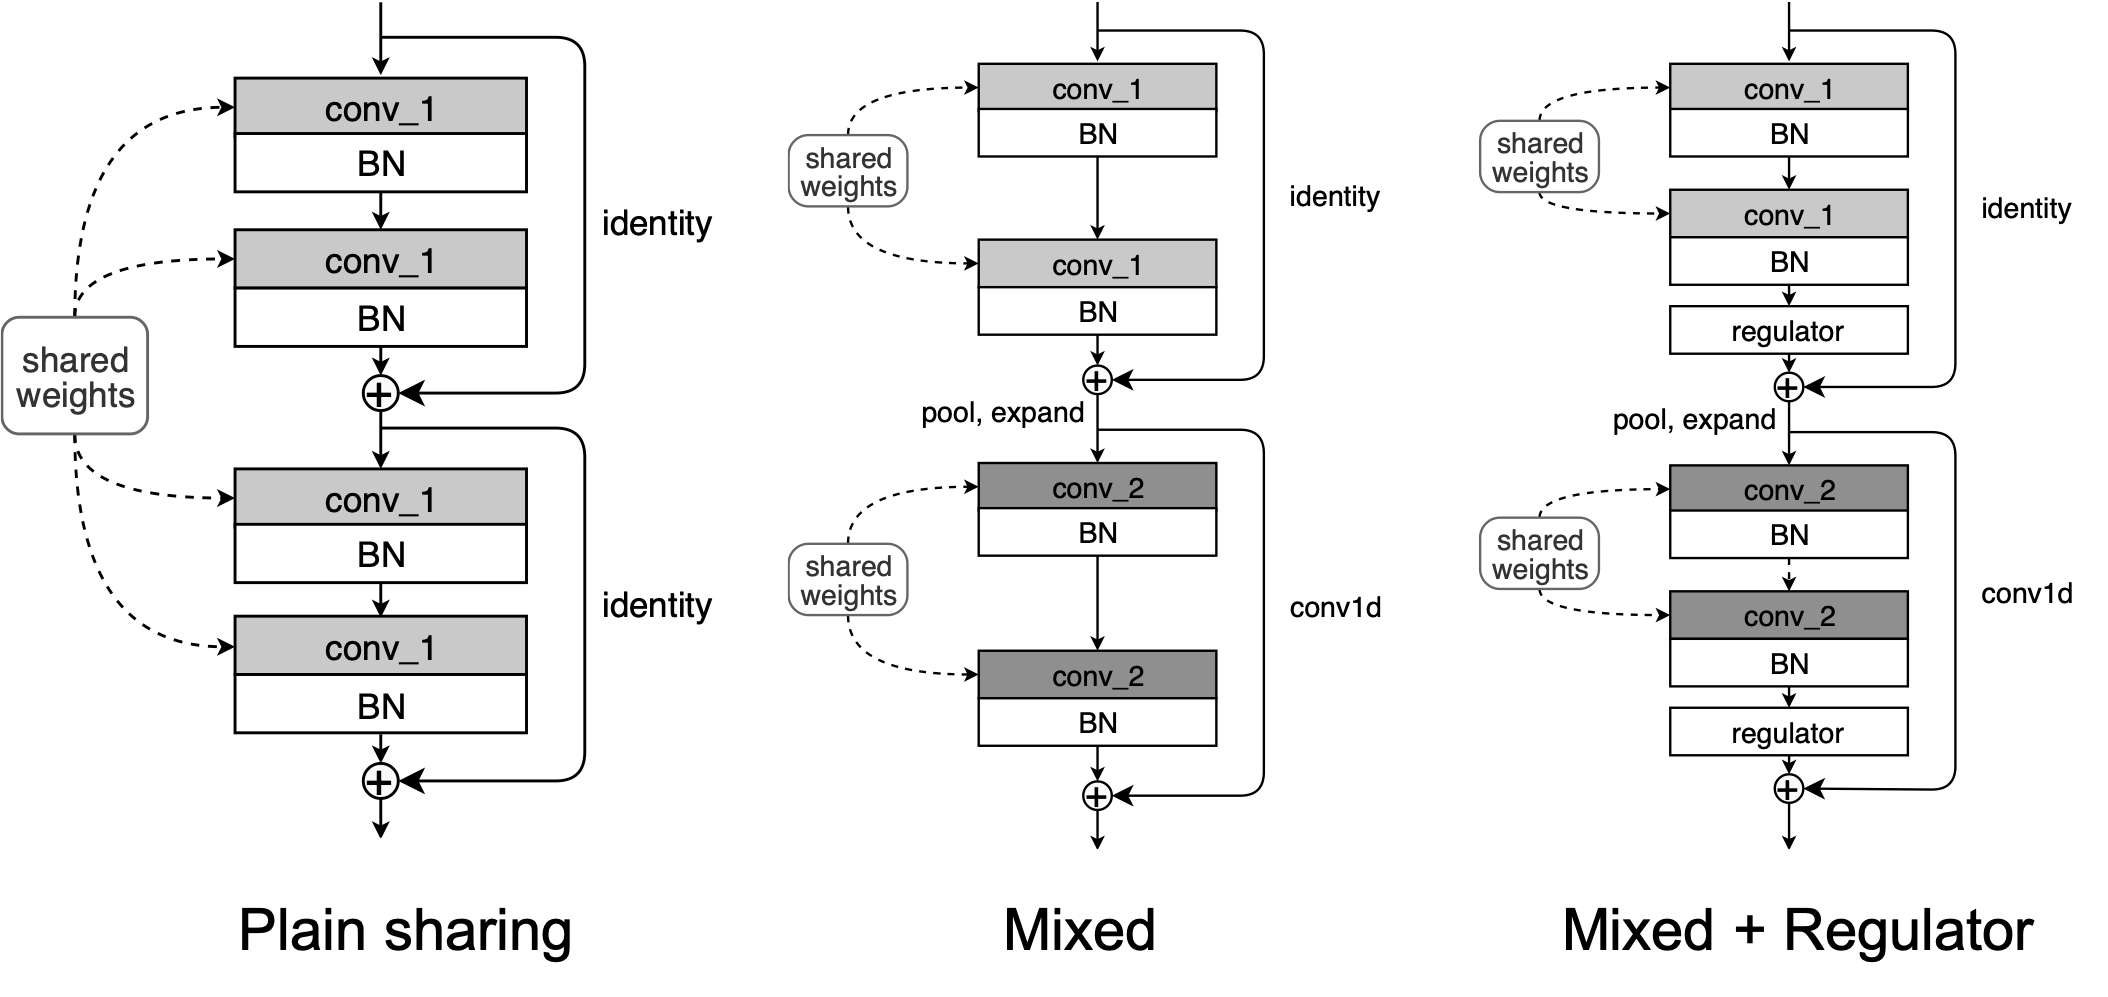 conv_1
BN
conv_1
BN
identity
shared
weights
conv_1
BN
conv_1
BN
identity
Plain sharing
conv_1
BN
shared
weights
identity
conv_1
BN
pool, expand
conv_2
BN
shared
weights
conv1d
conv_2
BN
Mixed
conv_1
BN
shared
weights
conv_1
BN
identity
regulator
pool, expand
conv_2
BN
shared
weights
conv_2
BN
conv1d
regulator
Mixed + Regulator